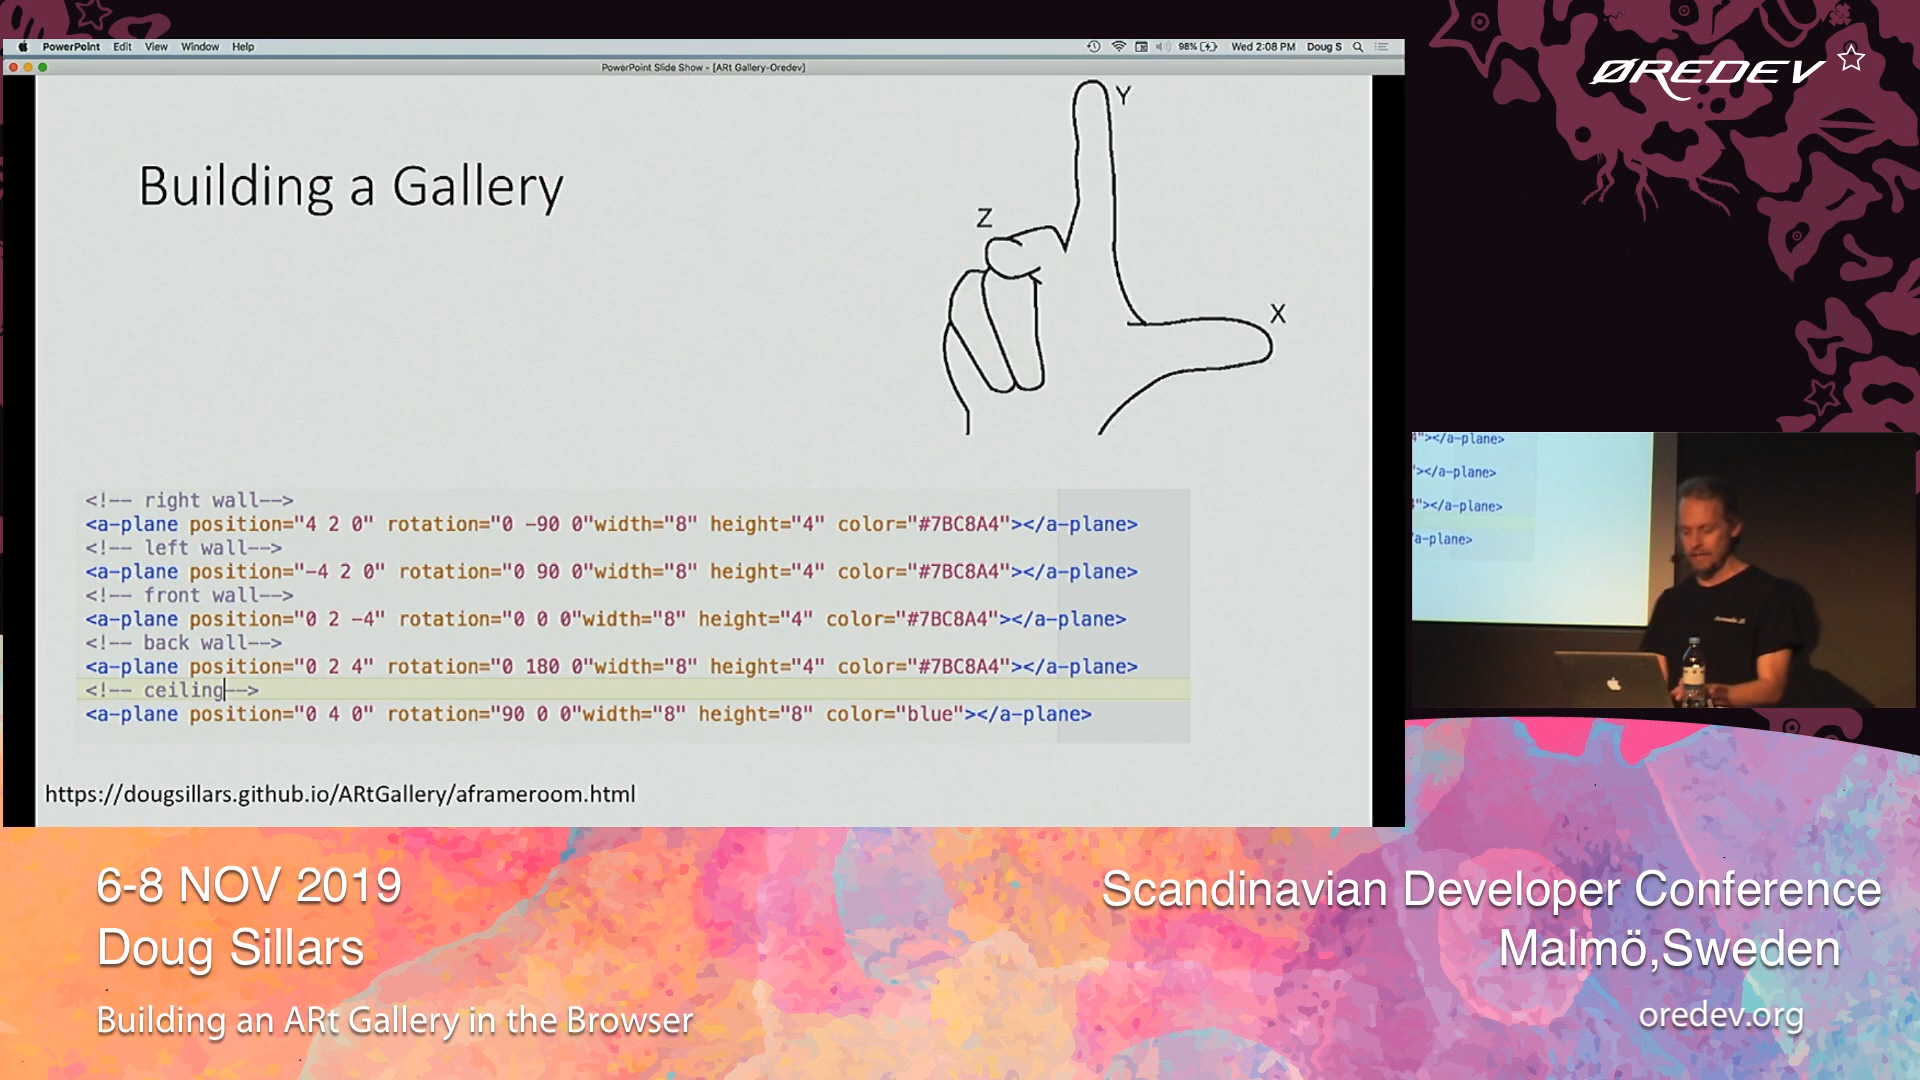 PowerPoint Edit View Window Help
98% Wed 2:08 PM Doug S
PowerPoint Slide Show - [ARt Gallery-Oredev]
ØREDEV
Building a Gallery
Y
Z
X
<!-- right wall-->
<a-plane position="4 2 0" rotation="0 -90 0"width="8" height="4" color="#7BC8A4"></a-plane>
<!-- left wall-->
<a-plane position="-4 2 0" rotation="0 90 0"width="8" height="4" color="#7BC8A4"></a-plane>
<!-- front wall-->
<a-plane position="0 2 -4" rotation="0 0 0"width="8" height="4" color="#7BC8A4"></a-plane>
<!-- back wall-->
<a-plane position="0 2 4" rotation="0 180 0"width="8" height="4" color="#7BC8A4"></a-plane>
<!-- ceiling-->
<a-plane position="0 4 0" rotation="90 0 0"width="8" height="8" color="blue"></a-plane>
https://dougsillars.github.io/ARtGallery/aframeroom.html
"></a-plane>
"></a-plane>
"></a-plane>
a-plane>
6-8 NOV 2019
Doug Sillars
Building an ARt Gallery in the Browser
Scandinavian Developer Conference
Malmö,Sweden
oredev.org